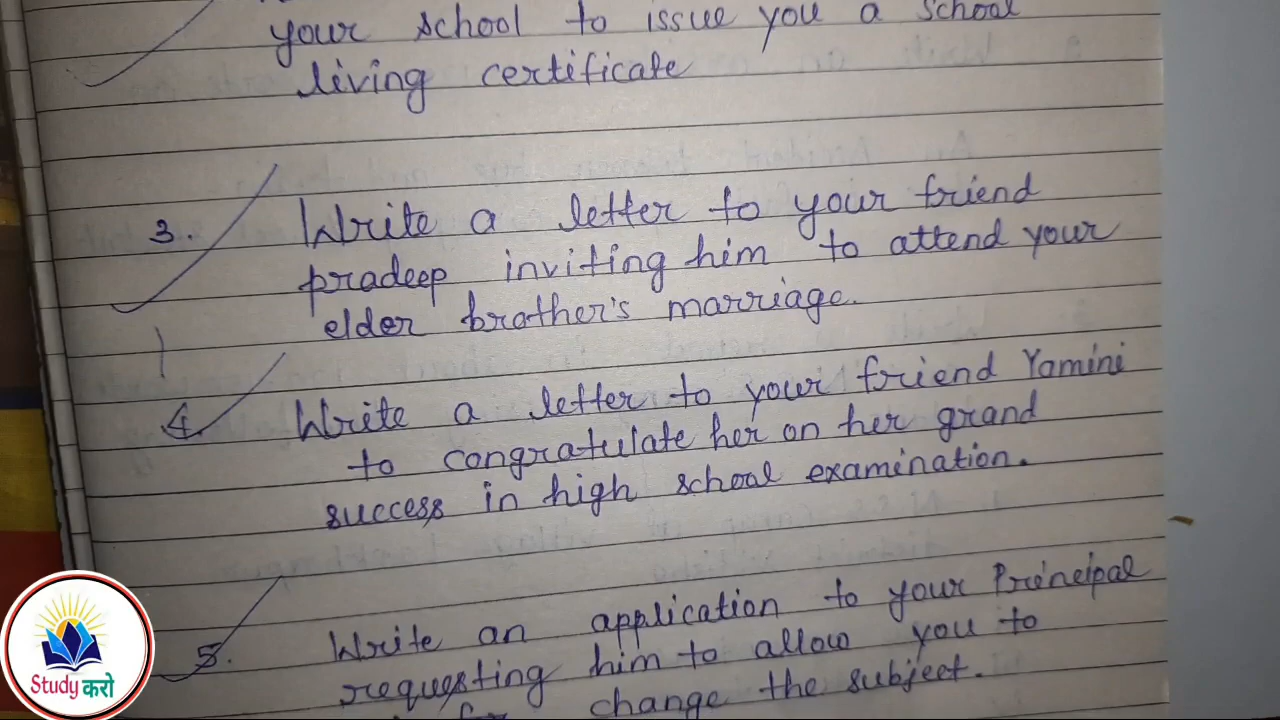 your school to issue you a school
living certificate
3. Write a letter to your friend
pradeep inviting him to attend your
elder brother's marriage.
4. Write a letter to your friend Yamini
to congratulate her on her grand
success in high school examination.
5. Write an application to your Principal
requesting him to allow you to
change the subject.
Study करो